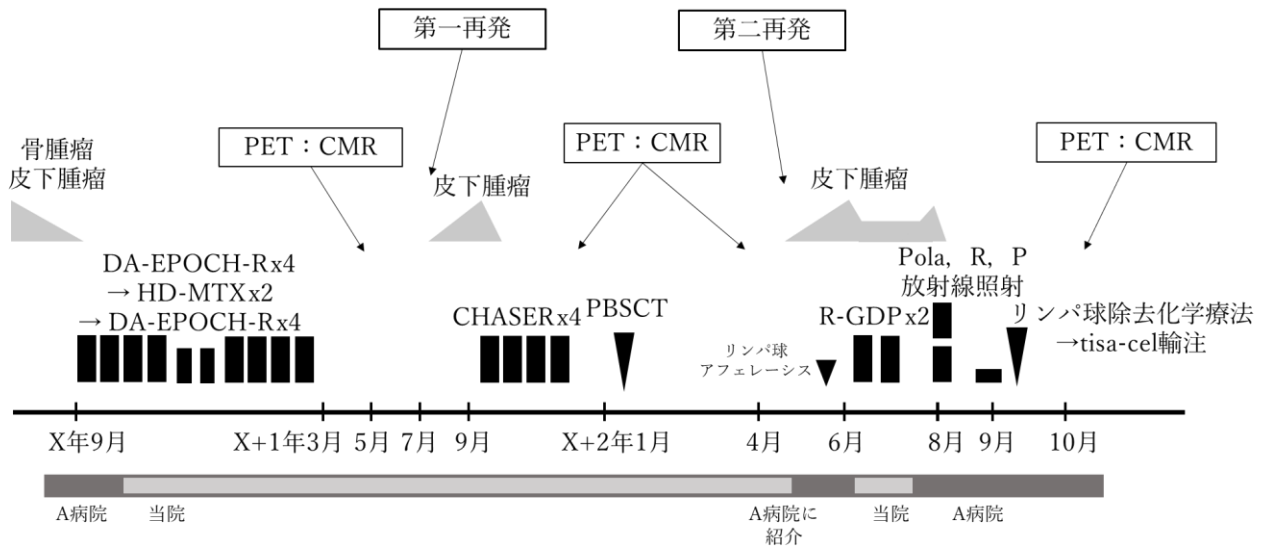 第一再発
第二再発
PET：CMR
PET：CMR
PET：CMR
骨腫瘤
皮下腫瘤
皮下腫瘤
皮下腫瘤
DA-EPOCH-Rx4
→ HD-MTXx2
→ DA-EPOCH-Rx4
CHASERx4
PBSCT
リンパ球
アフェレーシス
R-GDPx2
Pola, R, P
放射線照射
リンパ球除去化学療法
→tisa-cel輸注
X年9月
X+1年3月
5月
7月
9月
X+2年1月
4月
6月
8月
9月
10月
A病院
当院
A病院に
紹介
当院
A病院